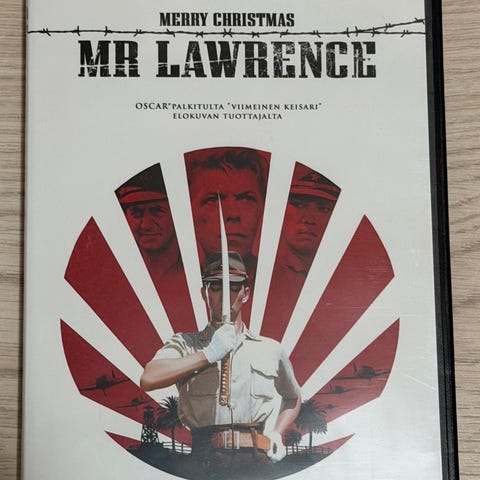 MERRY CHRISTMAS
MR LAWRENCE
OSCAR®PALKITULTA "VIIMEINEN KEISARI"
ELOKUVAN TUOTTAJALTA